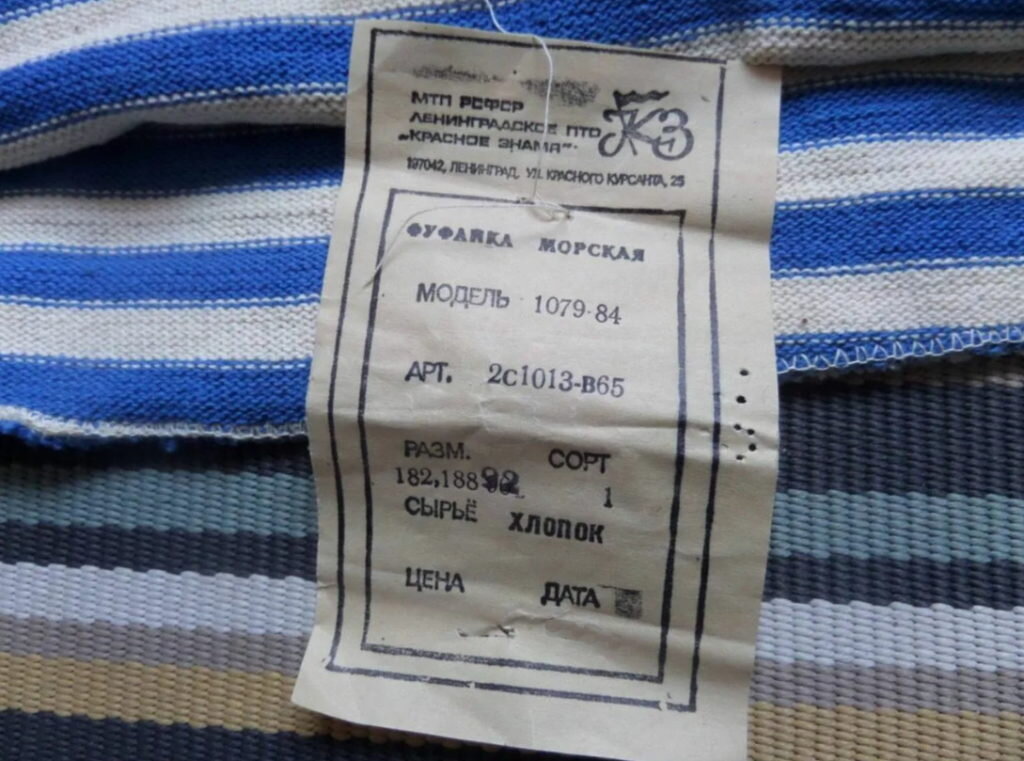 МТП РСФСР
ЛЕНИНГРАДСКОЕ ПТО
„КРАСНОЕ ЗНАМЯ"
КЗ
197042, ЛЕНИНГРАД, УЛ. КРАСНОГО КУРСАНТА, 25
ФУФАЙКА МОРСКАЯ
МОДЕЛЬ 1079-84
АРТ. 2с1013-В65
РАЗМ. СОРТ
182,188 92 1
СЫРЬЁ ХЛОПОК
ЦЕНА ДАТА